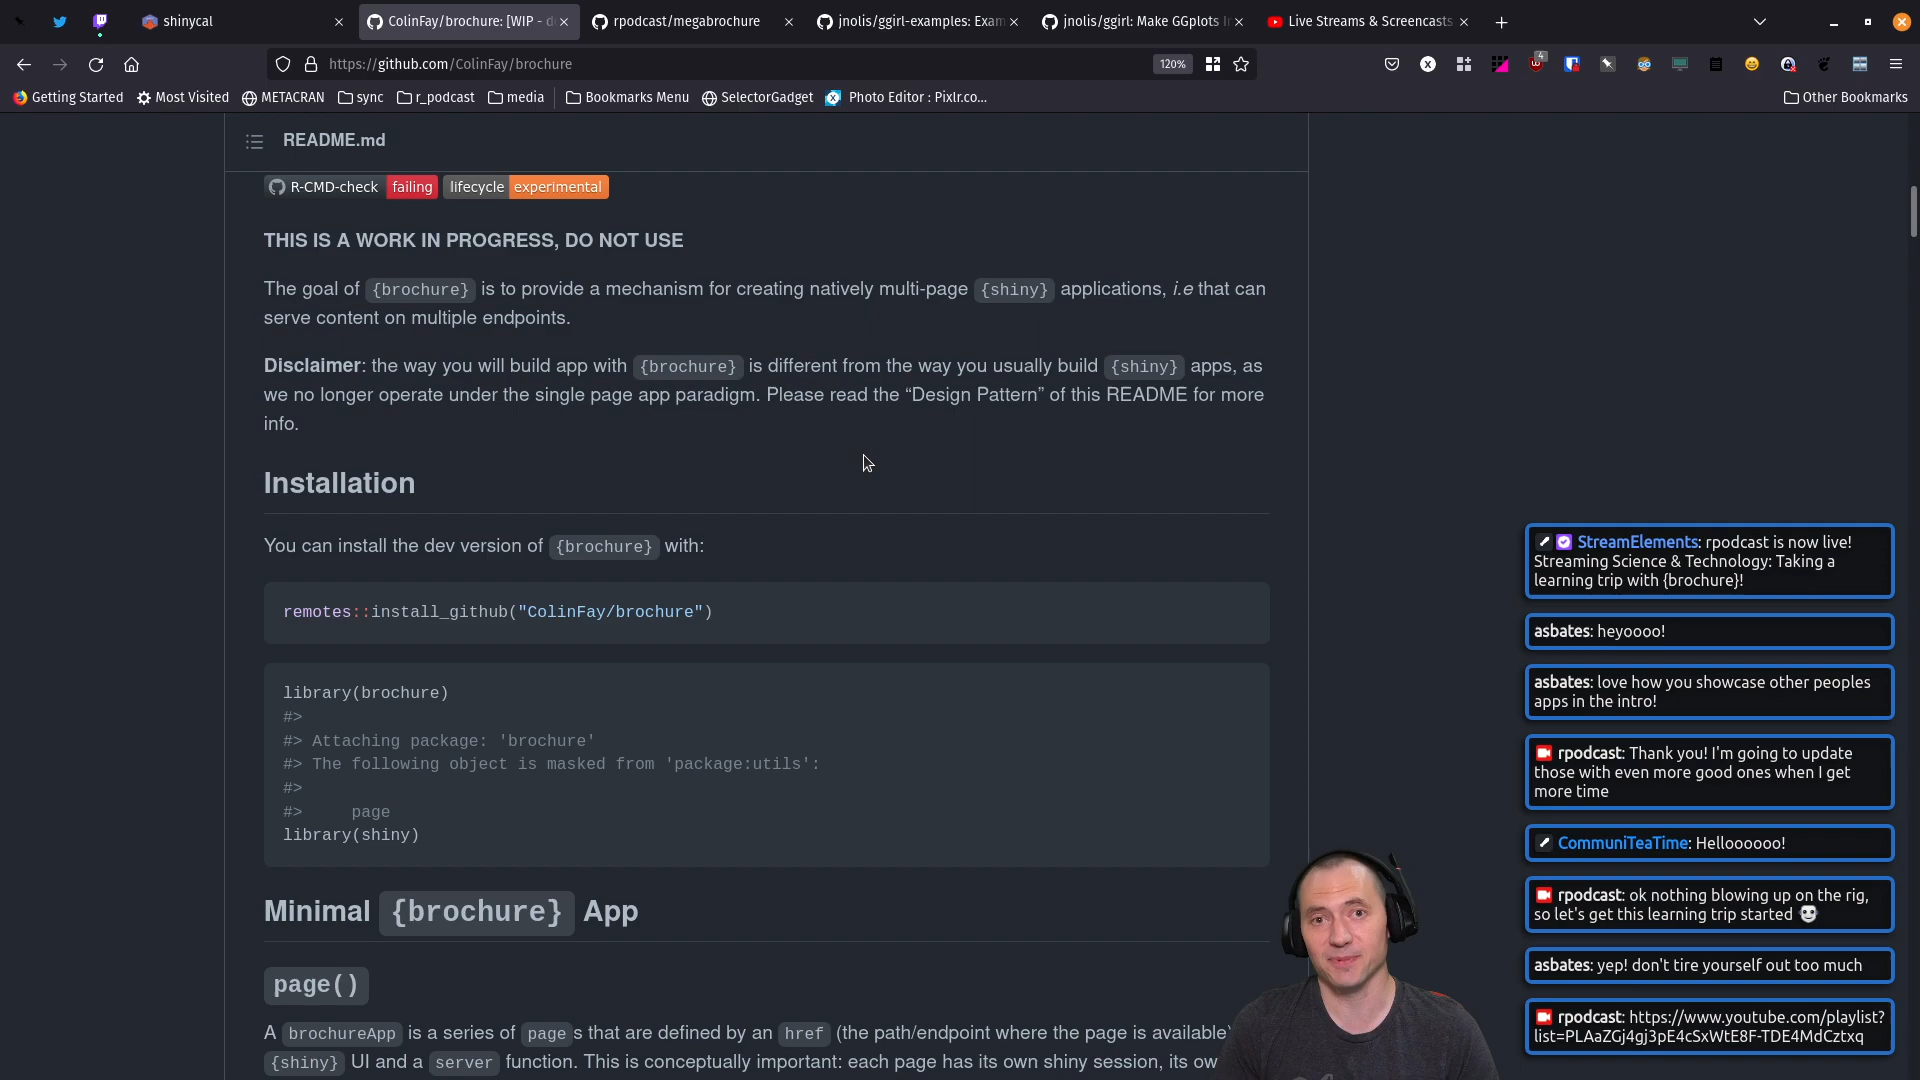 shinycal
ColinFay/brochure: [WIP - d
rpodcast/megabrochure
jnolis/ggirl-examples: Exam
jnolis/ggirl: Make GGplots I
Live Streams & Screencasts
https://github.com/ColinFay/brochure
120%
4
Getting Started
Most Visited
METACRAN
sync
r_podcast
media
Bookmarks Menu
SelectorGadget
Photo Editor : Pixlr.co...
Other Bookmarks
README.md
R-CMD-check failing
lifecycle experimental
THIS IS A WORK IN PROGRESS, DO NOT USE
The goal of {brochure} is to provide a mechanism for creating natively multi-page {shiny} applications, i.e that can
serve content on multiple endpoints.
Disclaimer: the way you will build app with {brochure} is different from the way you usually build {shiny} apps, as
we no longer operate under the single page app paradigm. Please read the “Design Pattern” of this README for more
info.
Installation
You can install the dev version of {brochure} with:
remotes::install_github("ColinFay/brochure")
library(brochure)
#>
#> Attaching package: 'brochure'
#> The following object is masked from 'package:utils':
#>
#>     page
library(shiny)
Minimal {brochure} App
page()
A brochureApp is a series of pages that are defined by an href (the path/endpoint where the page is available)
{shiny} UI and a server function. This is conceptually important: each page has its own shiny session, its ow
StreamElements: rpodcast is now live!
Streaming Science & Technology: Taking a
learning trip with {brochure}!
asbates: heyoooo!
asbates: love how you showcase other peoples
apps in the intro!
rpodcast: Thank you! I'm going to update
those with even more good ones when I get
more time
CommuniTeaTime: Helloooooo!
rpodcast: ok nothing blowing up on the rig,
so let's get this learning trip started
asbates: yep! don't tire yourself out too much
rpodcast: https://www.youtube.com/playlist?
list=PLAaZGj4gj3pE4cSxWtE8F-TDE4MdCztxq